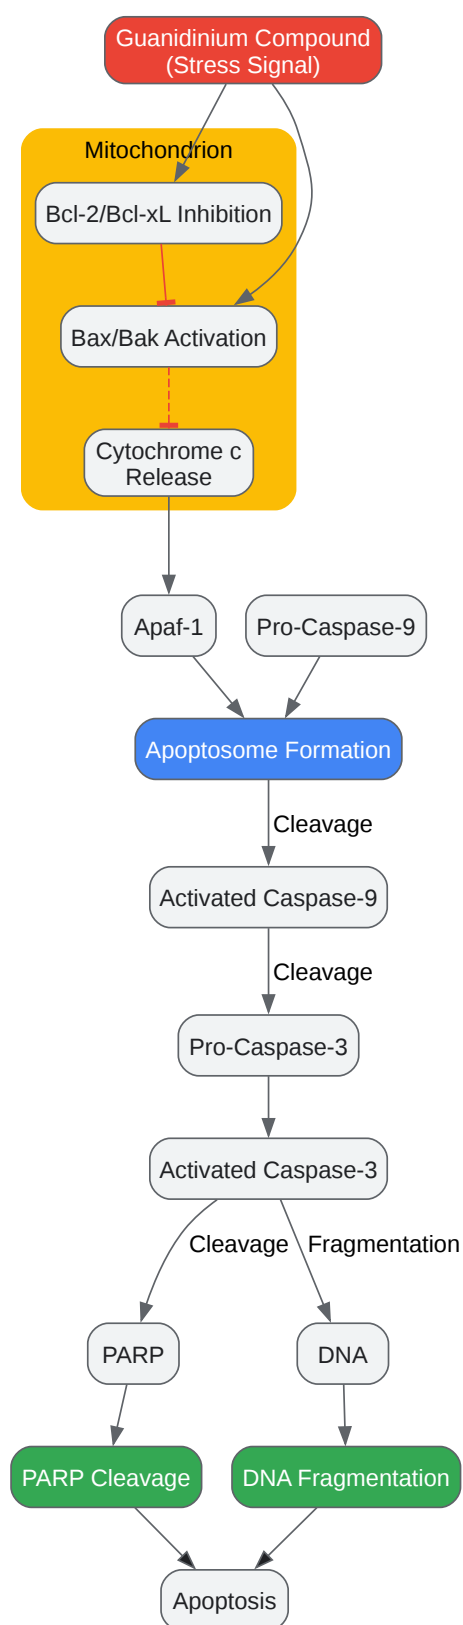 Guanidinium Compound
(Stress Signal)
Mitochondrion
Bcl-2/Bcl-xL Inhibition
Bax/Bak Activation
Cytochrome c
Release
Apaf-1
Pro-Caspase-9
Apoptosome Formation
Cleavage
Activated Caspase-9
Cleavage
Pro-Caspase-3
Activated Caspase-3
Cleavage
Fragmentation
PARP
DNA
PARP Cleavage
DNA Fragmentation
Apoptosis